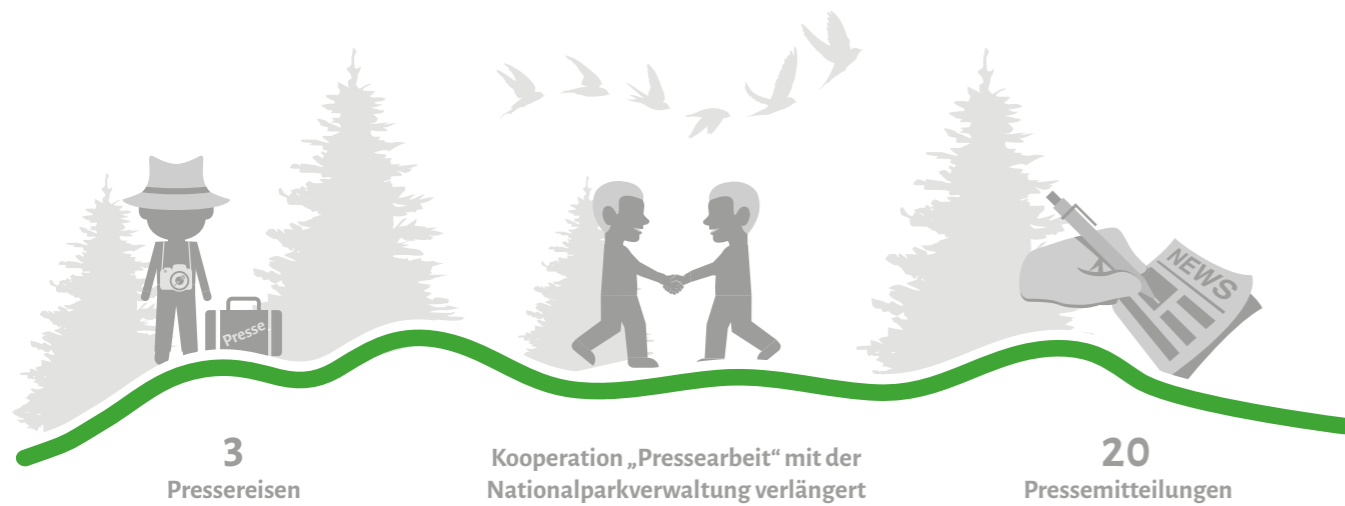 Presse
NEWS
3
Pressereisen
Kooperation „Pressearbeit“ mit der
Nationalparkverwaltung verlängert
20
Pressemitteilungen